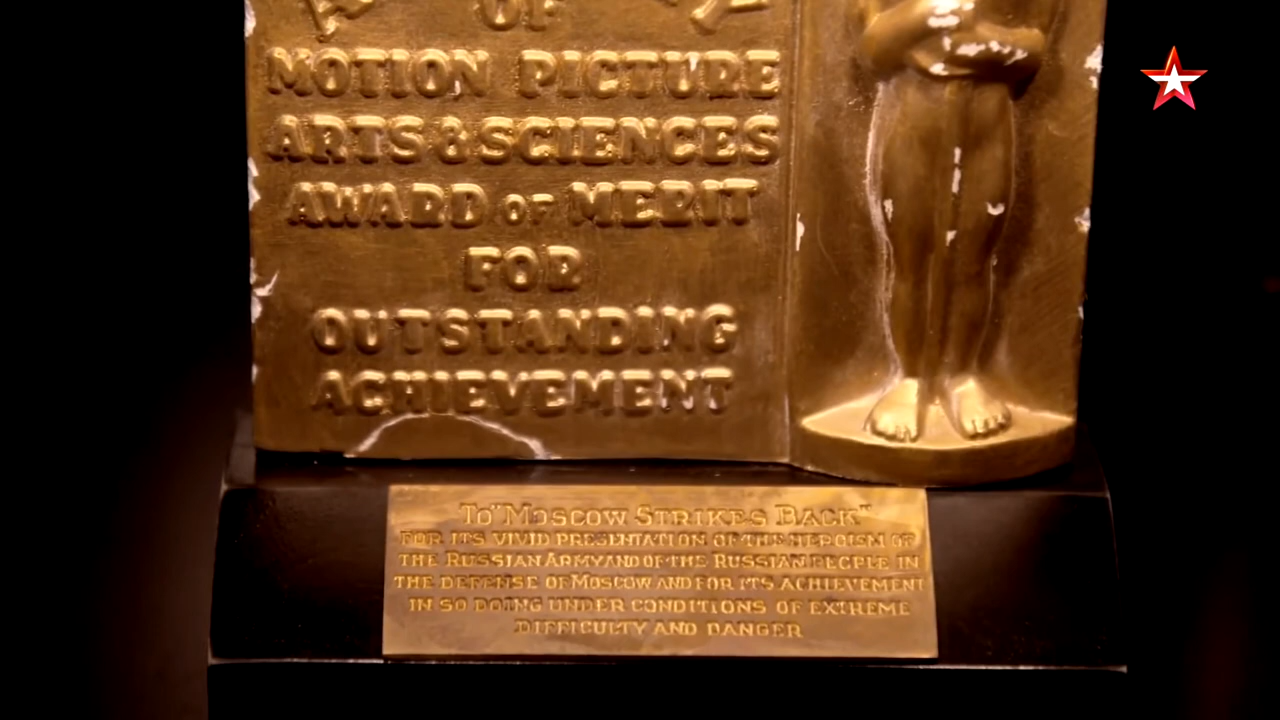 OF
MOTION PICTURE
ARTS & SCIENCES
AWARD OF MERIT
FOR
OUTSTANDING
ACHIEVEMENT
TO "MOSCOW STRIKES BACK"
FOR ITS VIVID PRESENTATION OF THE HEROISM OF
THE RUSSIAN ARMY AND OF THE RUSSIAN PEOPLE IN
THE DEFENSE OF MOSCOW AND FOR ITS ACHIEVEMENT
IN SO DOING UNDER CONDITIONS OF EXTREME
DIFFICULTY AND DANGER